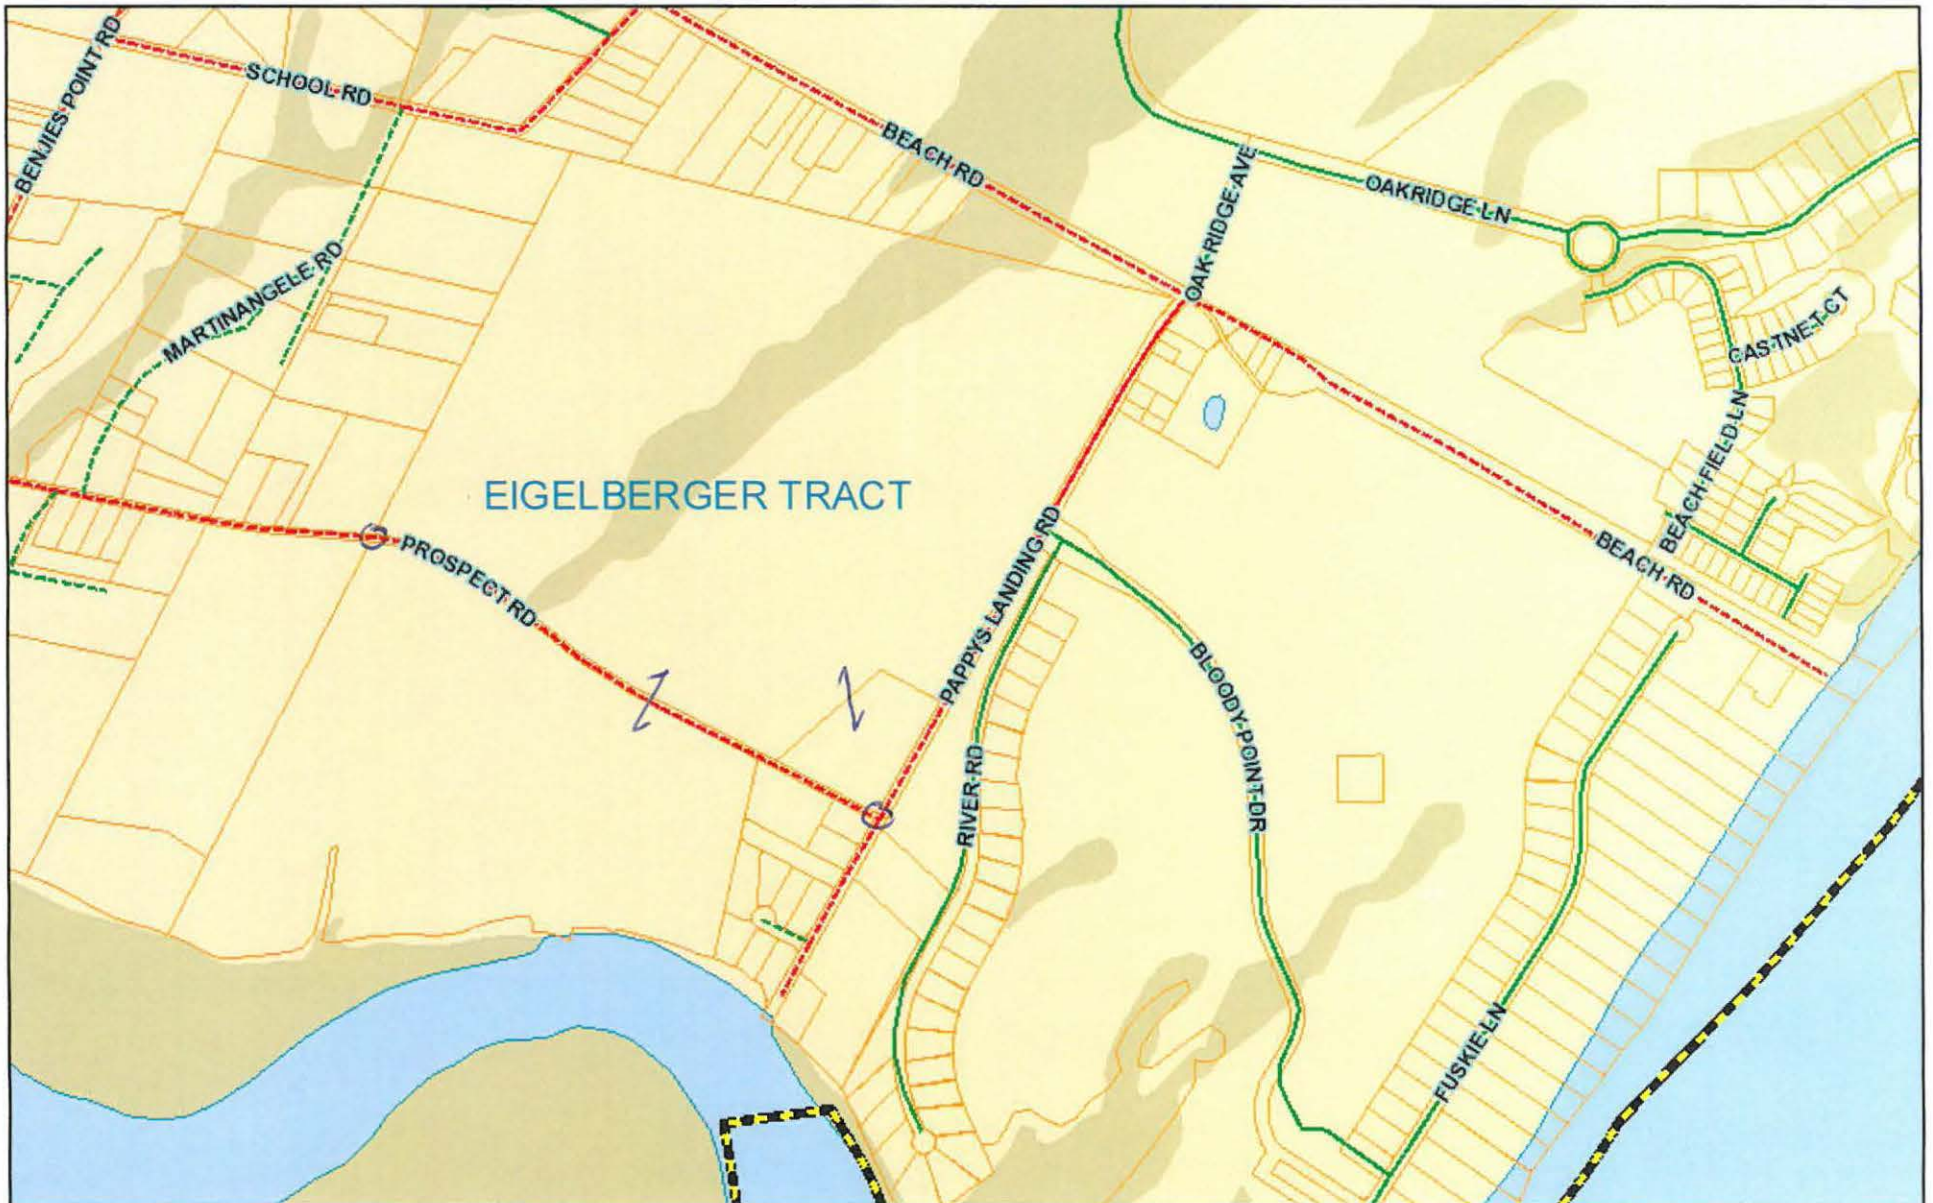 BENJIES POINT RD
SCHOOL RD
BEACH RD
OAK RIDGE AVE
OAKRIDGE LN
MARTINANGELE RD
CASTNET CT
BEACH FIELD LN
EIGELBERGER TRACT
PROSPECT RD
PAPPYS LANDING RD
BEACH RD
BLOODY POINT DR
RIVER RD
FUSKIE LN